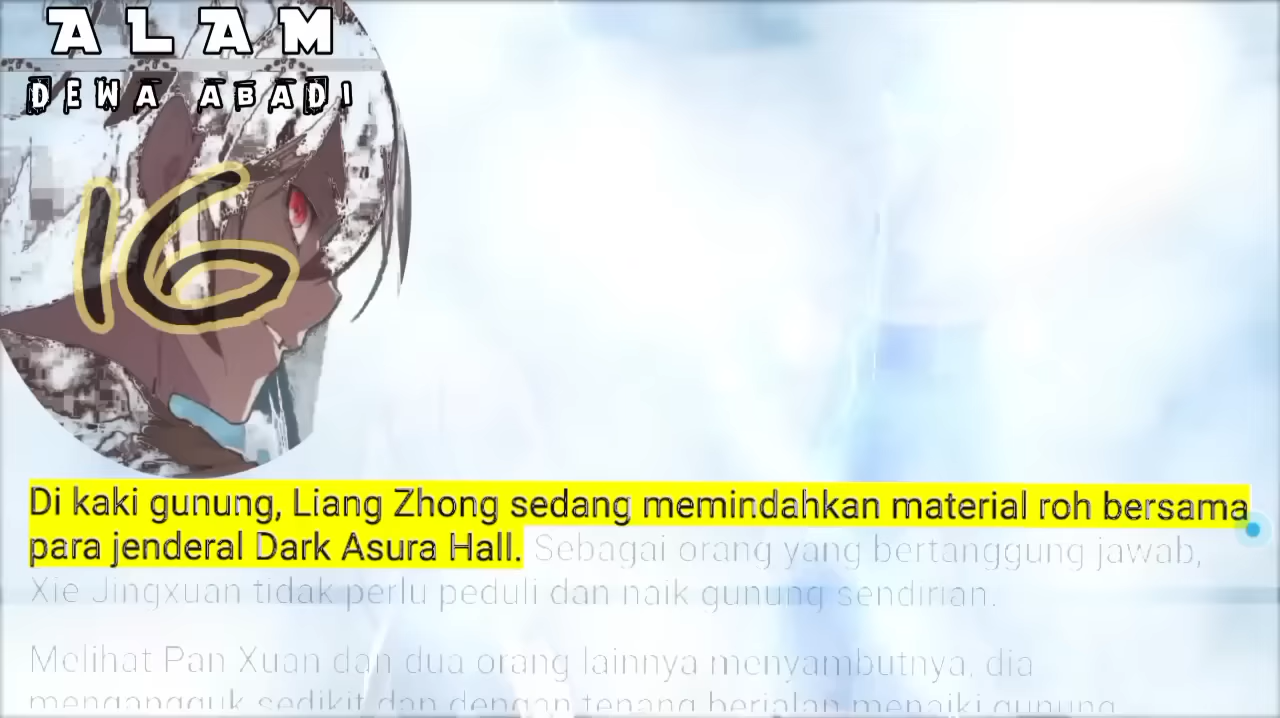 ALAM
DEWA ABADI
16
Di kaki gunung, Liang Zhong sedang memindahkan material roh bersama
para jenderal Dark Asura Hall. Sebagai orang yang bertanggung jawab,
Xie Jingxuan tidak perlu peduli dan naik gunung sendirian.
Melihat Pan Xuan dan dua orang lainnya menyambutnya, dia
mengangguk sedikit dan dengan tenang berjalan menaiki gunung.